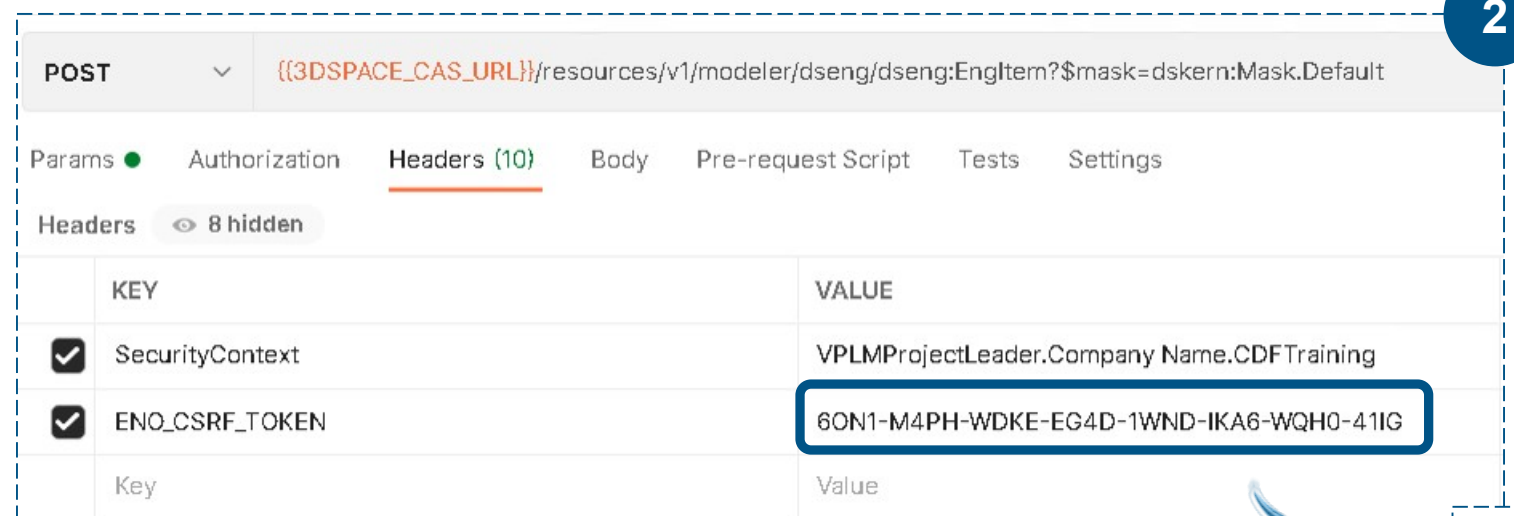 2
POST {{3DSPACE_CAS_URL}}/resources/v1/modeler/dseng/dseng:EngItem?$mask=dskern:Mask.Default
Params Authorization Headers (10) Body Pre-request Script Tests Settings
Headers 8 hidden
KEY VALUE
SecurityContext VPLMProjectLeader.Company Name.CDFTraining
ENO_CSRF_TOKEN 6ON1-M4PH-WDKE-EG4D-1WND-IKA6-WQH0-41IG
Key Value